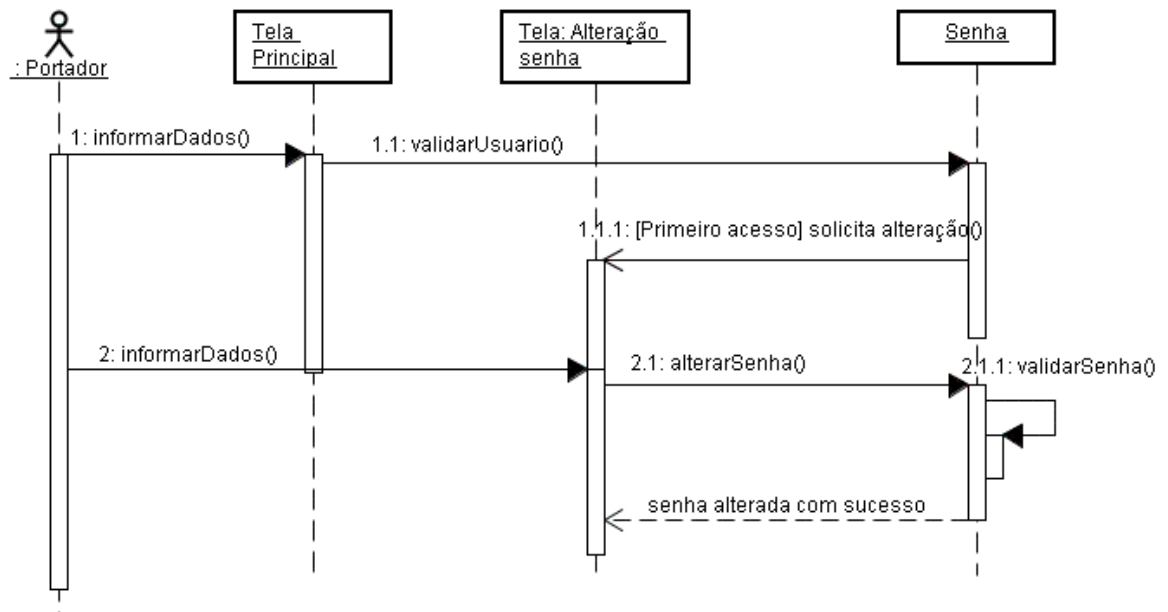 : Portador
Tela
Principal
Tela: Alteração
senha
Senha
1: informarDados()
1.1: validarUsuario()
1.1.1: [Primeiro acesso] solicita alteração()
2: informarDados()
2.1: alterarSenha()
2.1.1: validarSenha()
senha alterada com sucesso